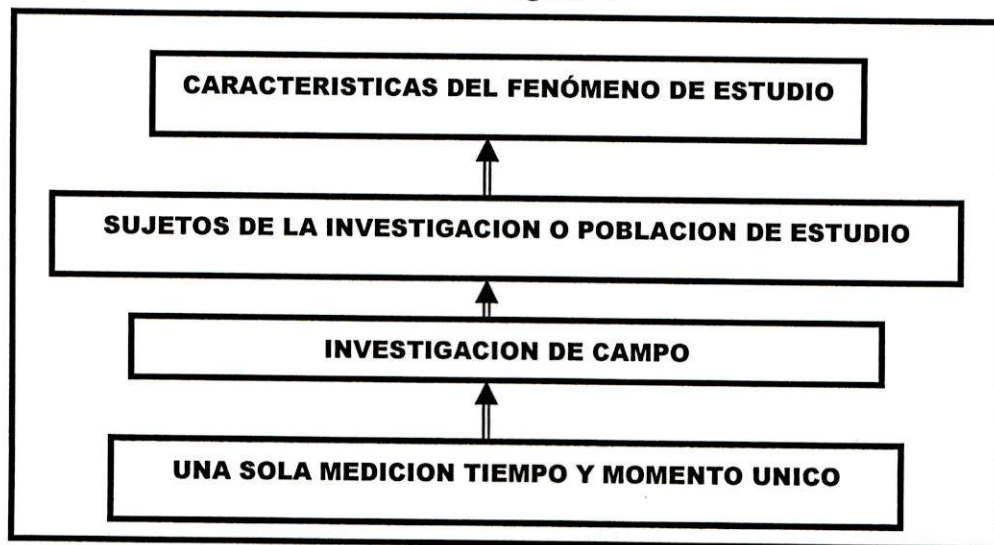 CARACTERISTICAS DEL FENÓMENO DE ESTUDIO
SUJETOS DE LA INVESTIGACION O POBLACION DE ESTUDIO
INVESTIGACION DE CAMPO
UNA SOLA MEDICION TIEMPO Y MOMENTO UNICO